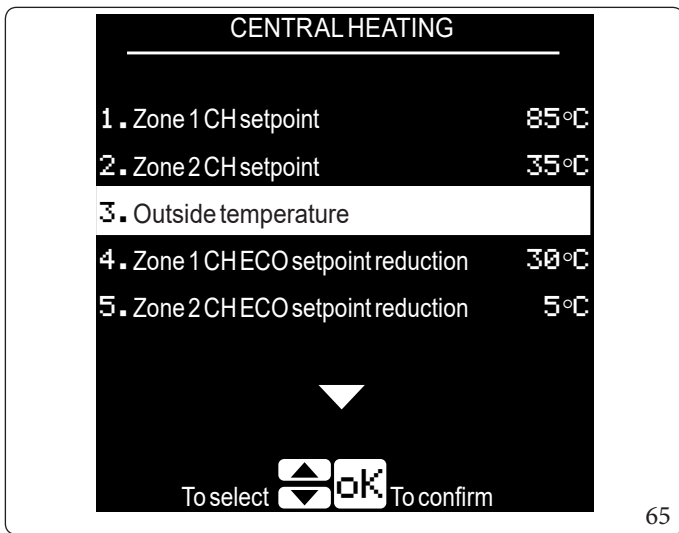 CENTRAL HEATING
1. Zone 1 CH setpoint 85°C
2. Zone 2 CH setpoint 35°C
3. Outside temperature
4. Zone 1 CH ECO setpoint reduction 30°C
5. Zone 2 CH ECO setpoint reduction 5°C
To select oK To confirm
65